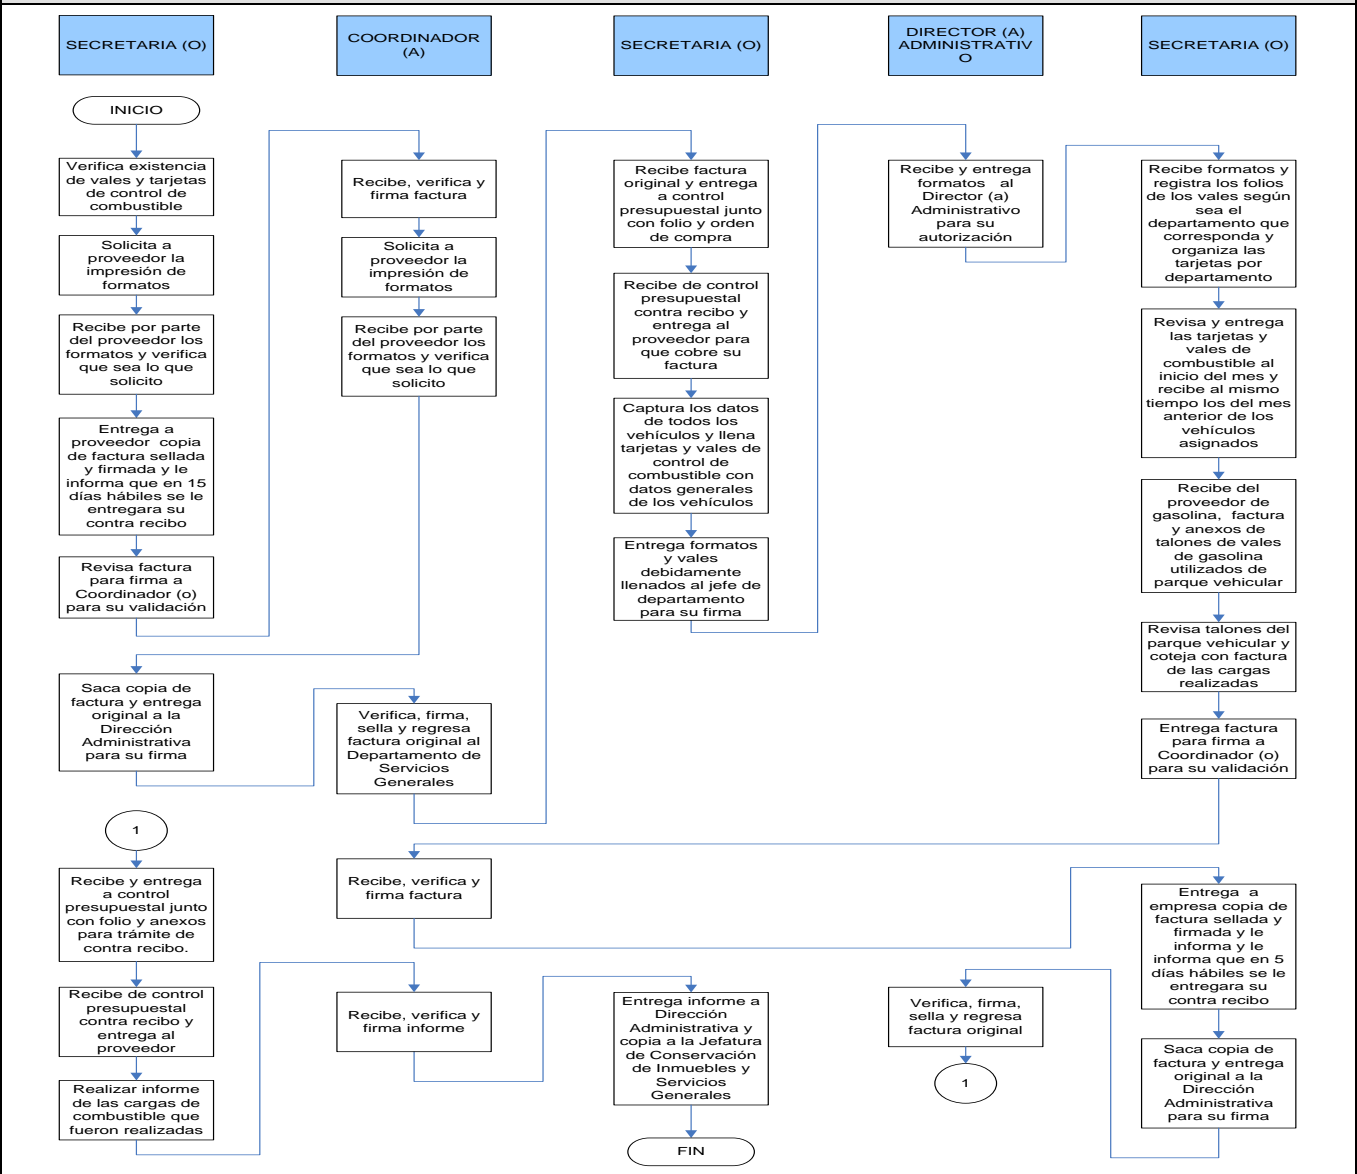 SECRETARIA (O)
COORDINADOR
(A)
SECRETARIA (O)
DIRECTOR (A)
ADMINISTRATIV
O
SECRETARIA (O)
INICIO
Verifica existencia
de vales y tarjetas
de control de
combustible
Solicita a
proveedor la
impresión de
formatos
Recibe por parte
del proveedor los
formatos y verifica
que sea lo que
solicito
Entrega a
proveedor copia
de factura sellada
y firmada y le
informa que en 15
días hábiles se le
entregara su
contra recibo
Revisa factura
para firma a
Coordinador (o)
para su validación
Recibe, verifica y
firma factura
Solicita a
proveedor la
impresión de
formatos
Recibe por parte
del proveedor los
formatos y verifica
que sea lo que
solicito
Saca copia de
factura y entrega
original a la
Dirección
Administrativa
para su firma
Verifica, firma,
sella y regresa
factura original al
Departamento de
Servicios
Generales
Recibe factura
original y entrega
a control
presupuestal junto
con folio y orden
de compra
Recibe de control
presupuestal
contra recibo y
entrega al
proveedor para
que cobre su
factura
Captura los datos
de todos los
vehículos y llena
tarjetas y vales de
control de
combustible con
datos generales
de los vehículos
Entrega formatos
y vales
debidamente
llenados al jefe de
departamento
para su firma
Recibe y entrega
formatos al
Director (a)
Administrativo
para su
autorización
Recibe formatos y
registra los folios
de los vales según
sea el
departamento que
corresponda y
organiza las
tarjetas por
departamento
Revisa y entrega
las tarjetas y
vales de
combustible al
inicio del mes y
recibe al mismo
tiempo los del mes
anterior de los
vehículos
asignados
Recibe del
proveedor de
gasolina, factura
y anexos de
talones de vales
de gasolina
utilizados de
parque vehicular
Revisa talones del
parque vehicular y
coteja con factura
de las cargas
realizadas
Entrega factura
para firma a
Coordinador (o)
para su validación
Recibe, verifica y
firma factura
Entrega a
empresa copia de
factura sellada y
firmada y le
informa y le
informa que en 5
días hábiles se le
entregara su
contra recibo
Saca copia de
factura y entrega
original a la
Dirección
Administrativa
para su firma
Verifica, firma,
sella y regresa
factura original
1
1
Recibe y entrega
a control
presupuestal junto
con folio y anexos
para trámite de
contra recibo.
Recibe de control
presupuestal
contra recibo y
entrega al
proveedor
Realizar informe
de las cargas de
combustible que
fueron realizadas
Recibe, verifica y
firma informe
Entrega informe a
Dirección
Administrativa y
copia a la Jefatura
de Conservación
de Inmuebles y
Servicios
Generales
FIN